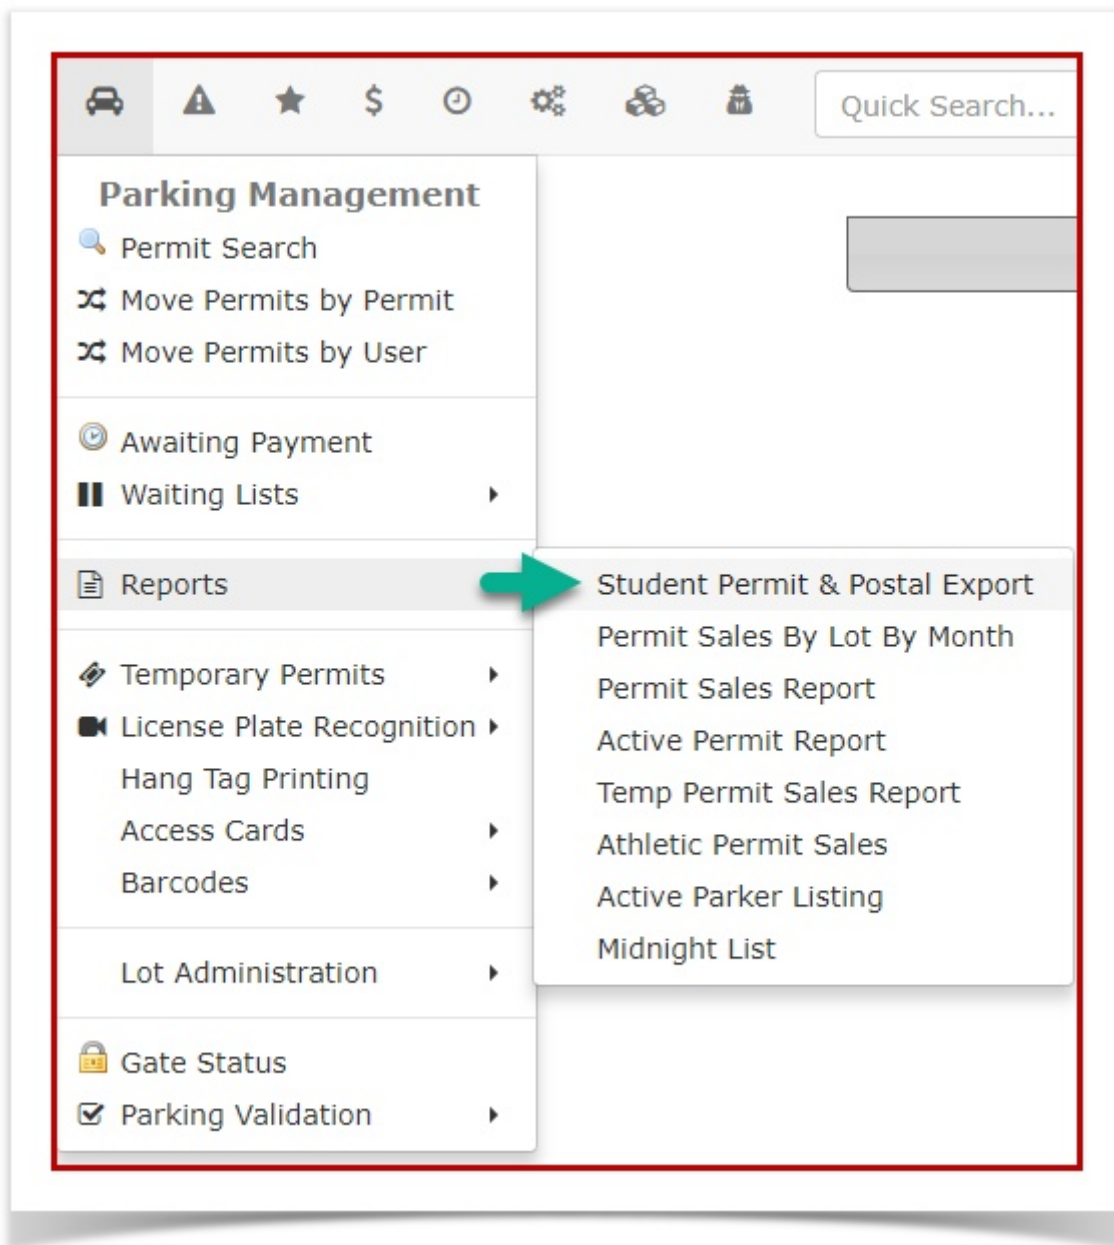 Quick Search...
Parking Management
Permit Search
Move Permits by Permit
Move Permits by User
Awaiting Payment
Waiting Lists
Reports
Temporary Permits
License Plate Recognition
Hang Tag Printing
Access Cards
Barcodes
Lot Administration
Gate Status
Parking Validation
Student Permit & Postal Export
Permit Sales By Lot By Month
Permit Sales Report
Active Permit Report
Temp Permit Sales Report
Athletic Permit Sales
Active Parker Listing
Midnight List